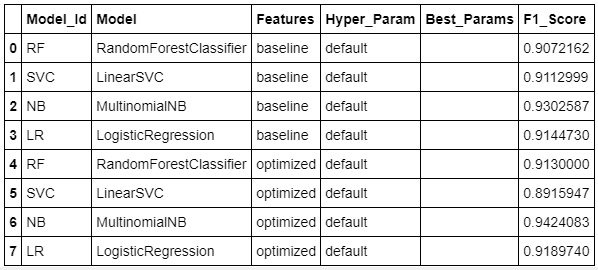 Model_Id Model Features Hyper_Param Best_Params F1_Score
0 RF RandomForestClassifier baseline default 0.9072162
1 SVC LinearSVC baseline default 0.9112999
2 NB MultinomialNB baseline default 0.9302587
3 LR LogisticRegression baseline default 0.9144730
4 RF RandomForestClassifier optimized default 0.9130000
5 SVC LinearSVC optimized default 0.8915947
6 NB MultinomialNB optimized default 0.9424083
7 LR LogisticRegression optimized default 0.9189740